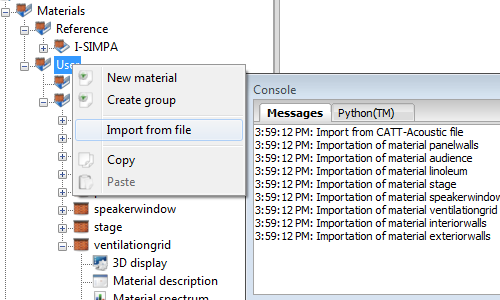 Materials
Reference
I-SIMPA
User
New material
Create group
Import from file
Copy
Paste
speakerwindow
stage
ventilationgrid
3D display
Material description
Material spectrum
Console
Messages
Python(TM)
3:59:12 PM: Import from CATT-Acoustic file
3:59:12 PM: Importation of material panelwalls
3:59:12 PM: Importation of material audience
3:59:12 PM: Importation of material linoleum
3:59:12 PM: Importation of material stage
3:59:12 PM: Importation of material speakerwindow
3:59:12 PM: Importation of material ventilationgrid
3:59:12 PM: Importation of material interiorwalls
3:59:12 PM: Importation of material exteriorwalls